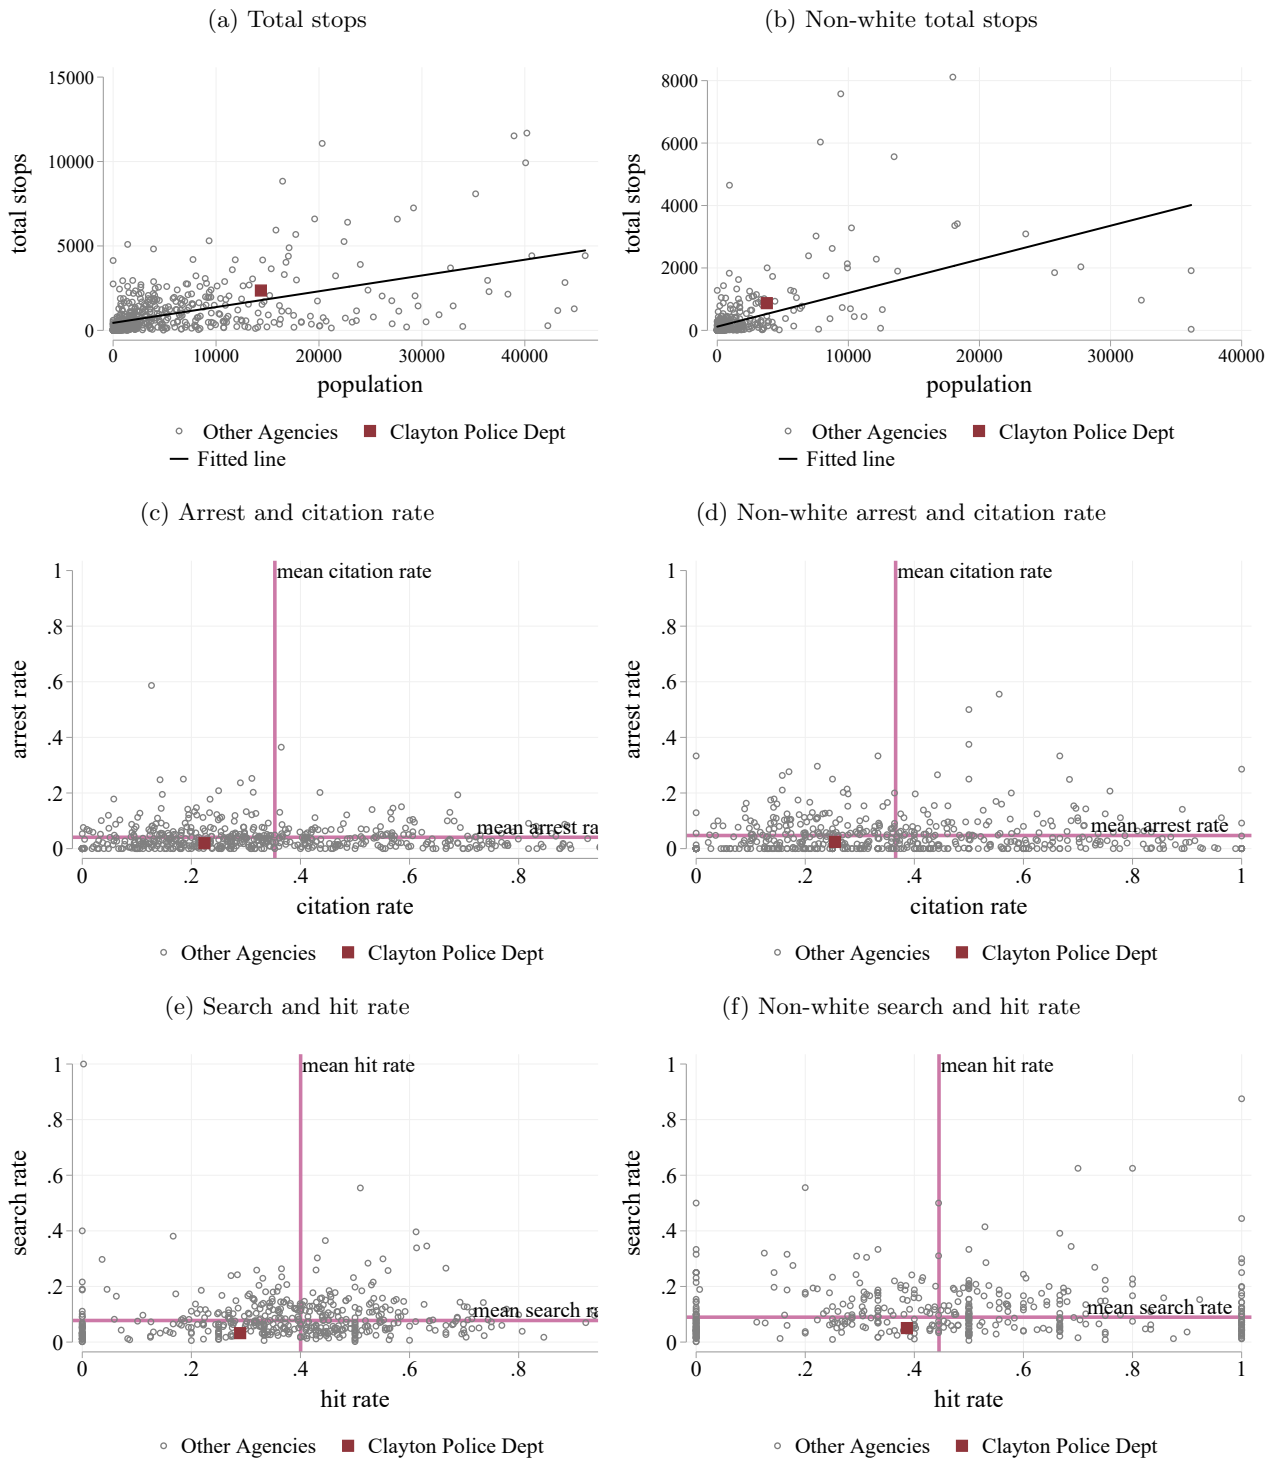 (a) Total stops
(b) Non-white total stops
total stops
15000
10000
5000
0
0 10000 20000 30000 40000
population
Other Agencies Clayton Police Dept
Fitted line
total stops
8000
6000
4000
2000
0
0 10000 20000 30000 40000
population
Other Agencies Clayton Police Dept
Fitted line
(c) Arrest and citation rate
(d) Non-white arrest and citation rate
arrest rate
1
.8
.6
.4
.2
0
mean citation rate
mean arrest ra
0 .2 .4 .6 .8
citation rate
Other Agencies Clayton Police Dept
arrest rate
1
.8
.6
.4
.2
0
mean citation rate
mean arrest rate
0 .2 .4 .6 .8 1
citation rate
Other Agencies Clayton Police Dept
(e) Search and hit rate
(f) Non-white search and hit rate
search rate
1
.8
.6
.4
.2
0
mean hit rate
mean search ra
0 .2 .4 .6 .8
hit rate
Other Agencies Clayton Police Dept
search rate
1
.8
.6
.4
.2
0
mean hit rate
mean search rate
0 .2 .4 .6 .8 1
hit rate
Other Agencies Clayton Police Dept